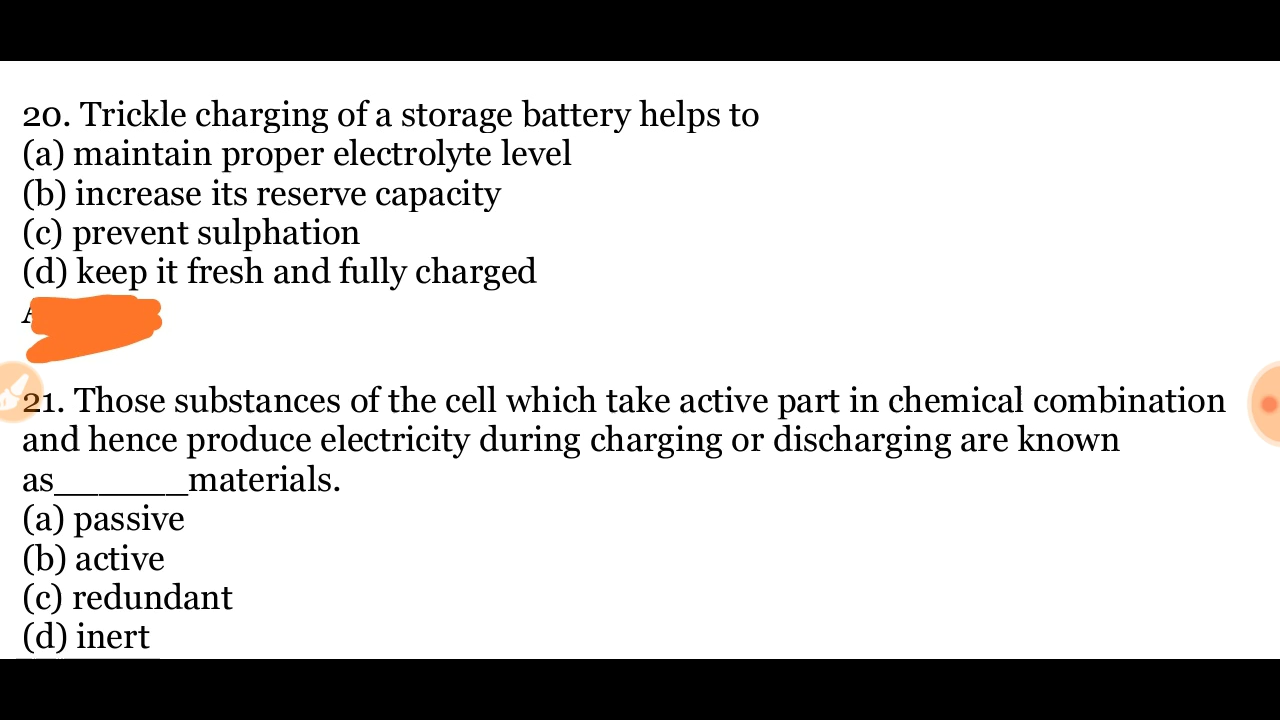 20. Trickle charging of a storage battery helps to
(a) maintain proper electrolyte level
(b) increase its reserve capacity
(c) prevent sulphation
(d) keep it fresh and fully charged
21. Those substances of the cell which take active part in chemical combination
and hence produce electricity during charging or discharging are known
as______materials.
(a) passive
(b) active
(c) redundant
(d) inert